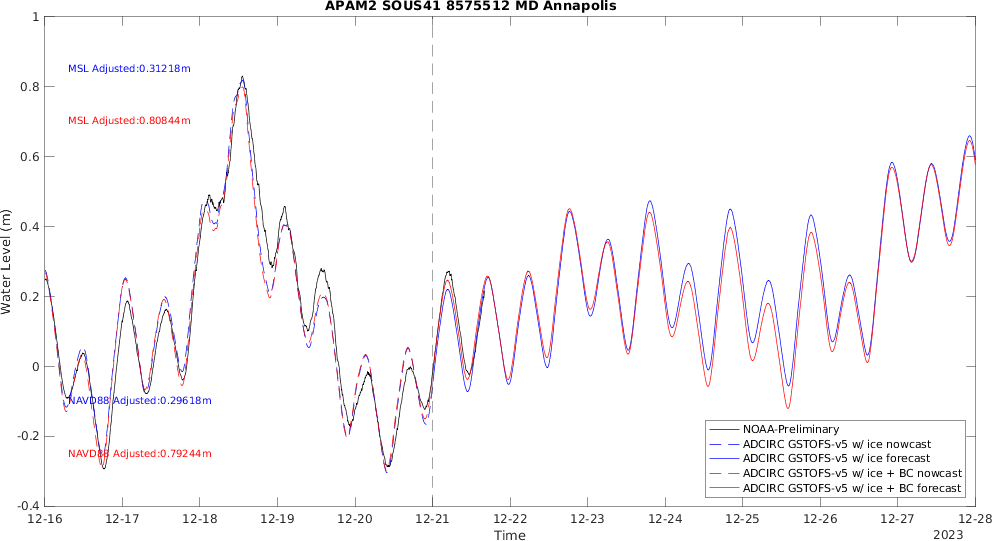 APAM2 SOUS41 8575512 MD Annapolis
1
0.8
0.6
0.4
0.2
0
-0.2
-0.4
Water Level (m)
MSL Adjusted:0.31218m
MSL Adjusted:0.80844m
NAVD88 Adjusted:0.29618m
NAVD88 Adjusted:0.79244m
NOAA-Preliminary
ADCIRC GSTOFS-v5 w/ ice nowcast
ADCIRC GSTOFS-v5 w/ ice forecast
ADCIRC GSTOFS-v5 w/ ice + BC nowcast
ADCIRC GSTOFS-v5 w/ ice + BC forecast
12-16 12-17 12-18 12-19 12-20 12-21 12-22 12-23 12-24 12-25 12-26 12-27 12-28
Time
2023